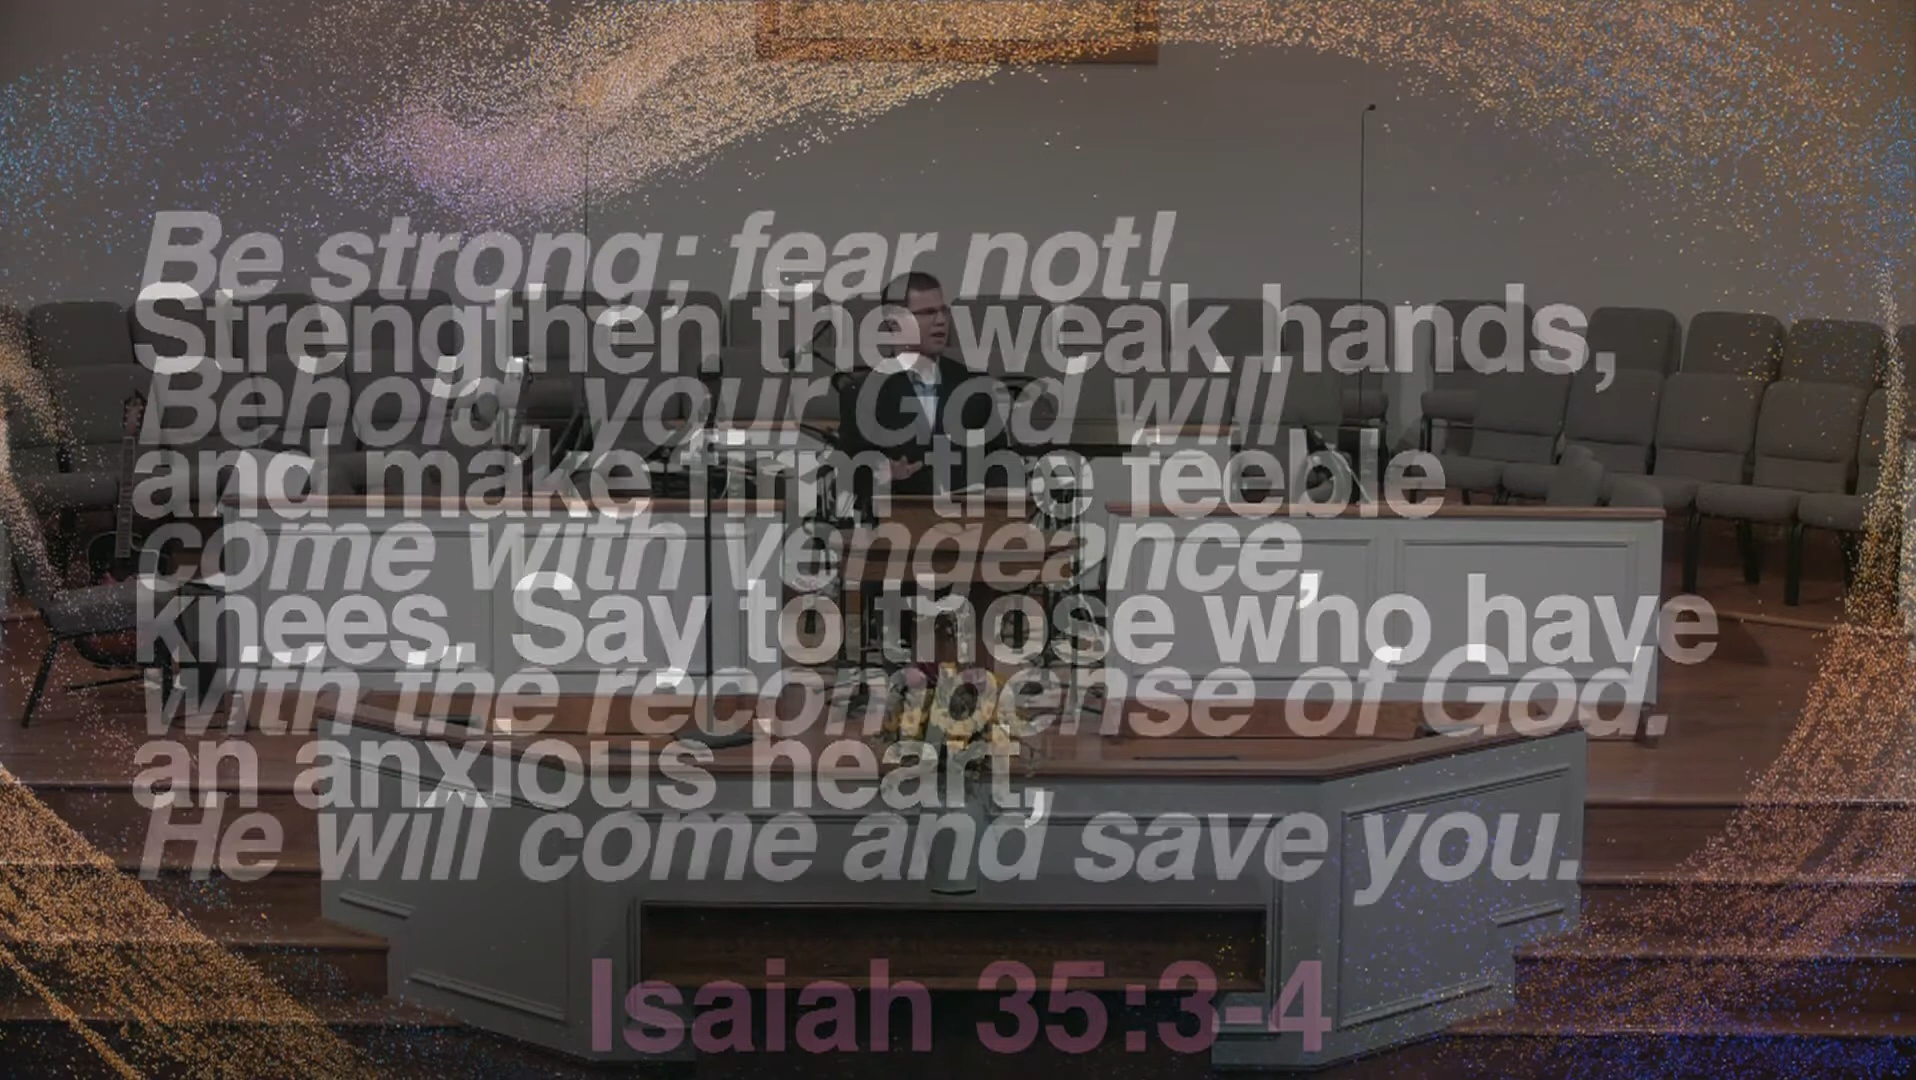 Strengthen the weak hands,
and make firm the feeble
knees. Say to those who have
an anxious heart,
Be strong; fear not!
Behold, your God will
come with vengeance,
with the recompense of God.
He will come and save you.
Isaiah 35:3-4